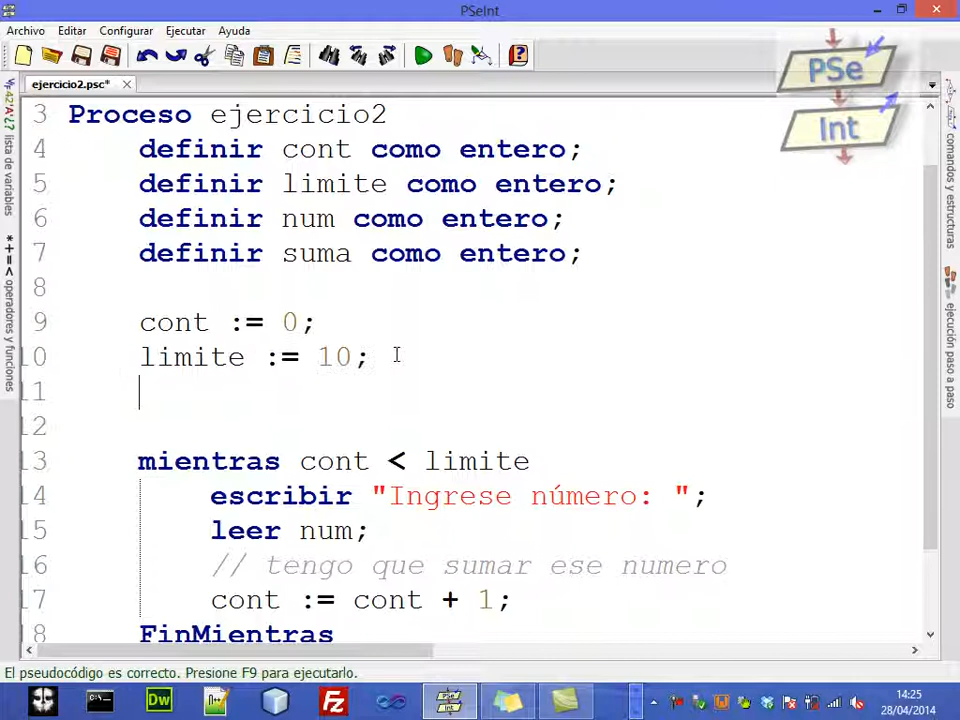 PSeInt
Archivo Editar Configurar Ejecutar Ayuda
ejercicio2.psc*
PSe
Int
3 Proceso ejercicio2
4 definir cont como entero;
5 definir limite como entero;
6 definir num como entero;
7 definir suma como entero;
8
9 cont := 0;
10 limite := 10;
11
12
13 mientras cont < limite
14 escribir "Ingrese número: ";
15 leer num;
16 // tengo que sumar ese numero
17 cont := cont + 1;
18 FinMientras
lista de variables
*+=< operadores y funciones
comandos y estructuras
ejecución paso a paso
El pseudocódigo es correcto. Presione F9 para ejecutarlo.
14:25
28/04/2014